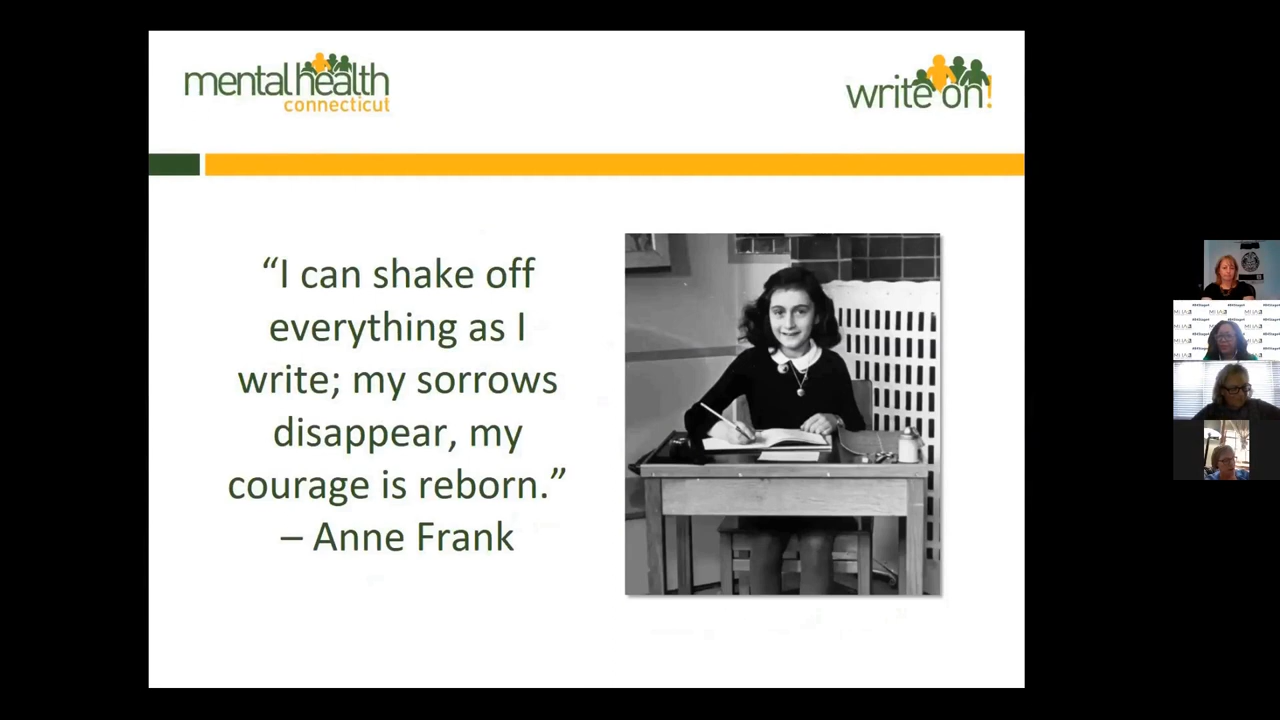 mental health
connecticut
write on!
“I can shake off
everything as I
write; my sorrows
disappear, my
courage is reborn.”
– Anne Frank